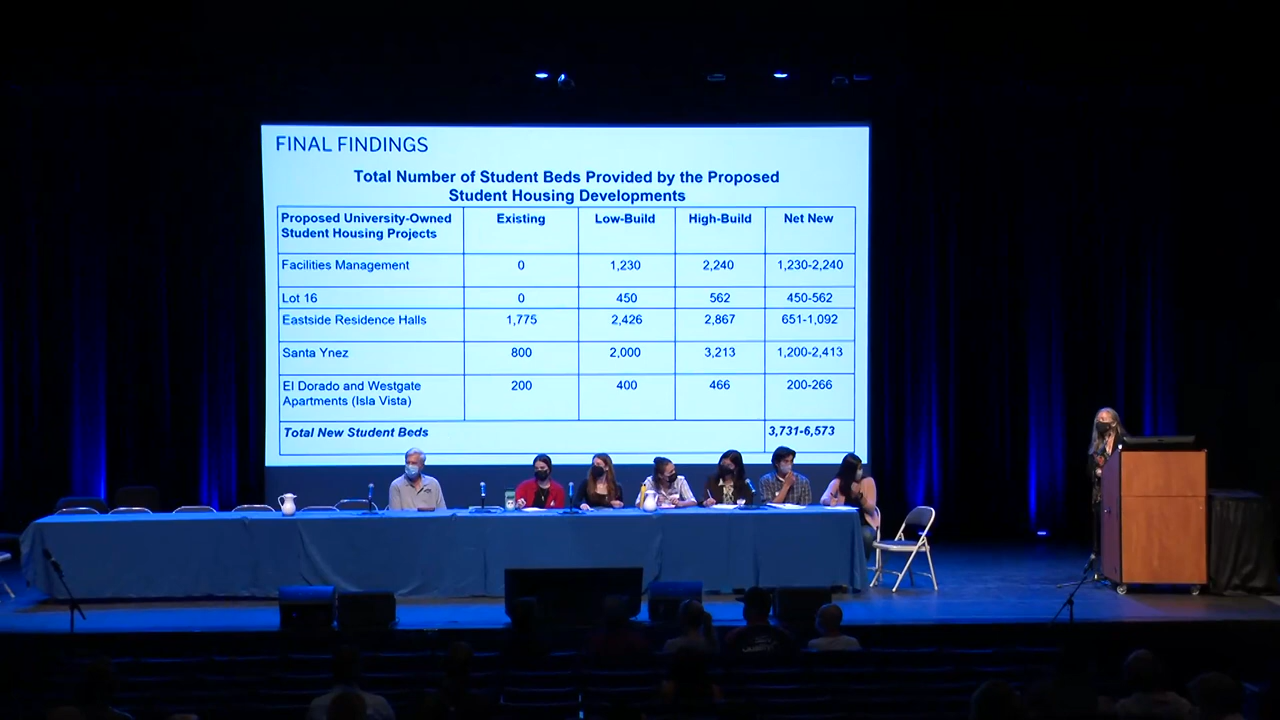 FINAL FINDINGS
Total Number of Student Beds Provided by the Proposed
Student Housing Developments
Proposed University-Owned Student Housing Projects Existing Low-Build High-Build Net New
Facilities Management 0 1,230 2,240 1,230-2,240
Lot 16 0 450 562 450-562
Eastside Residence Halls 1,775 2,426 2,867 651-1,092
Santa Ynez 800 2,000 3,213 1,200-2,413
El Dorado and Westgate Apartments (Isla Vista) 200 400 466 200-266
Total New Student Beds 3,731-6,573